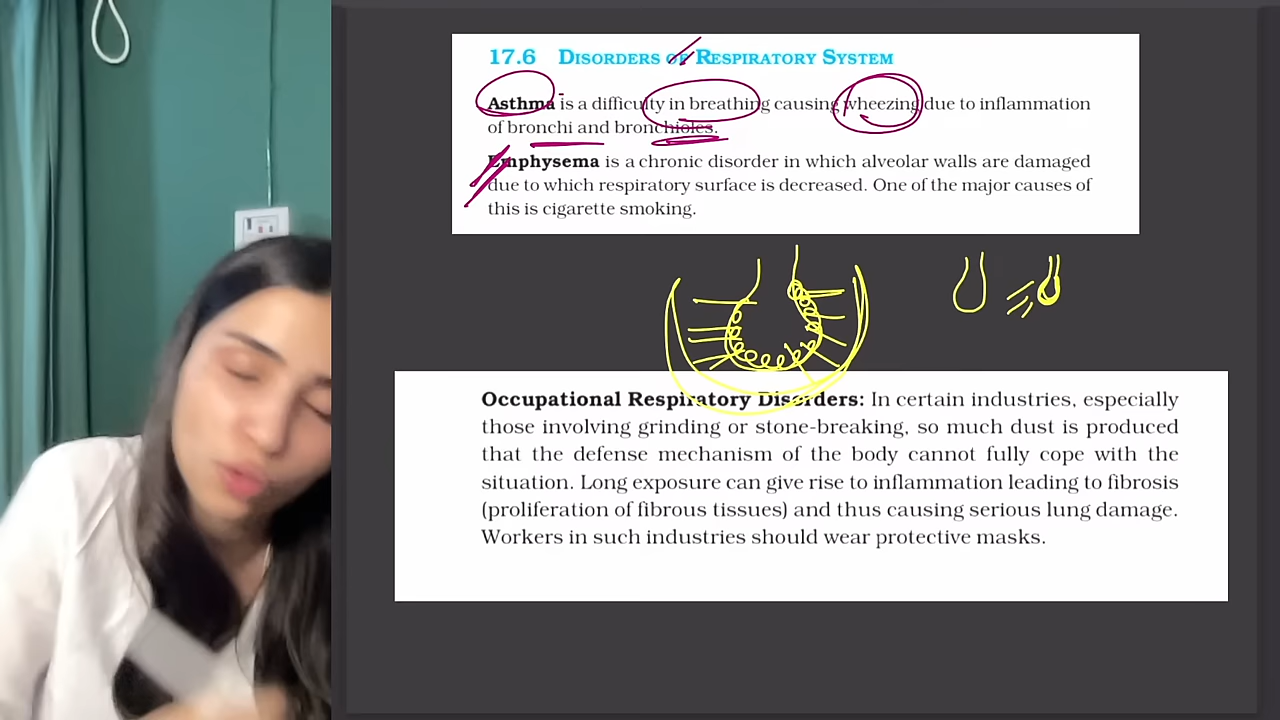 17.6 Disorders of Respiratory System
Asthma is a difficulty in breathing causing wheezing due to inflammation
of bronchi and bronchioles.
Emphysema is a chronic disorder in which alveolar walls are damaged
due to which respiratory surface is decreased. One of the major causes of
this is cigarette smoking.
Occupational Respiratory Disorders: In certain industries, especially
those involving grinding or stone-breaking, so much dust is produced
that the defense mechanism of the body cannot fully cope with the
situation. Long exposure can give rise to inflammation leading to fibrosis
(proliferation of fibrous tissues) and thus causing serious lung damage.
Workers in such industries should wear protective masks.